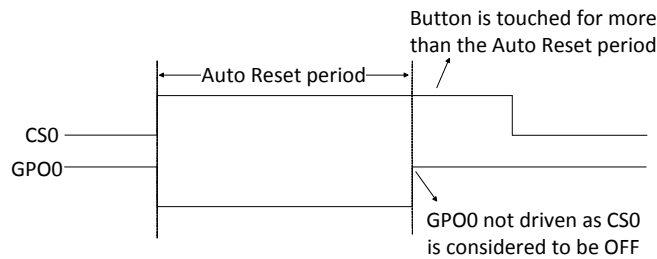 Button is touched for more
than the Auto Reset period
Auto Reset period
CS0
GPO0
GPO0 not driven as CS0
is considered to be OFF